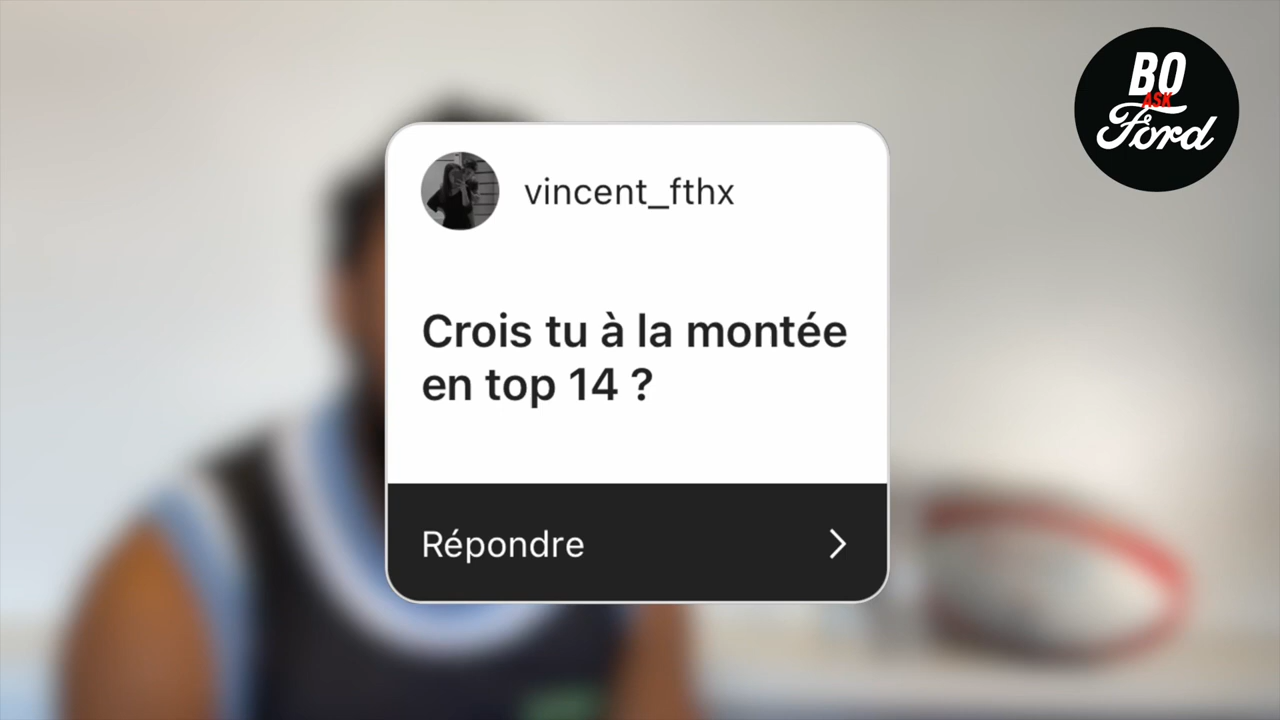 BO
ASK
Ford
vincent_fthx
Crois tu à la montée
en top 14 ?
Répondre